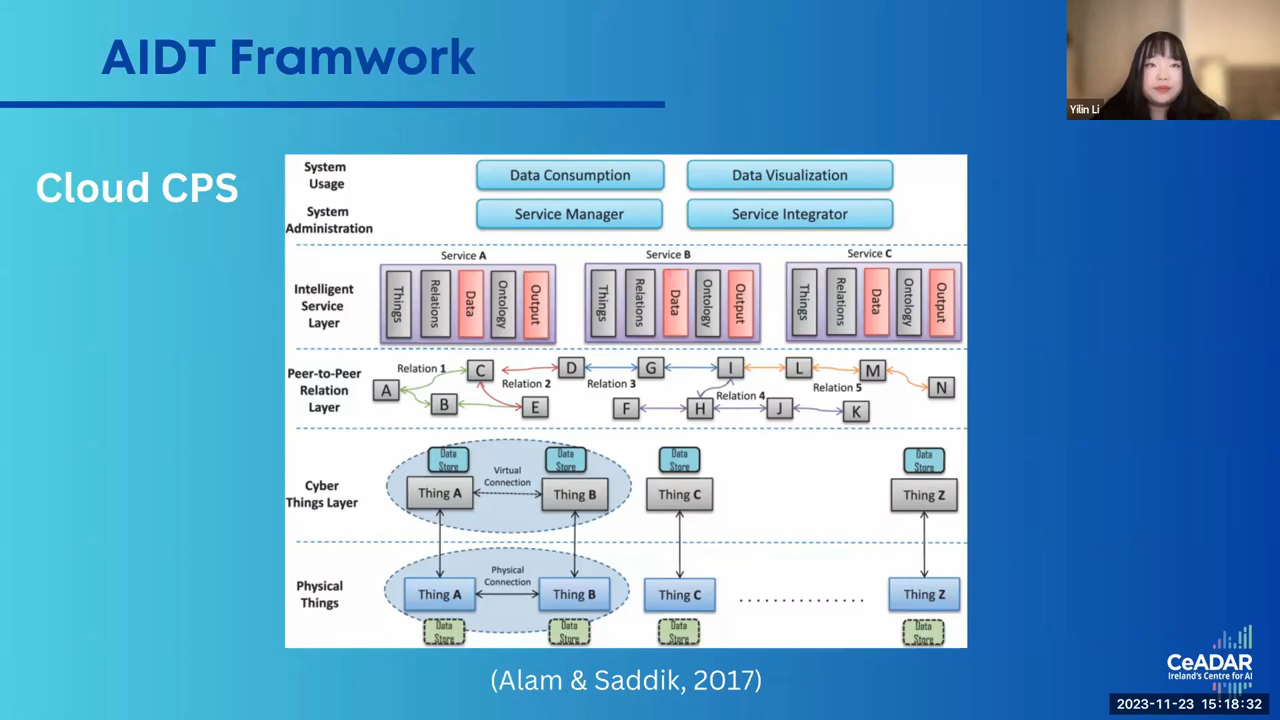 AIDT Framwork
Yilin Li
Cloud CPS
System
Usage
Data Consumption
Data Visualization
System
Administration
Service Manager
Service Integrator
Service A
Service B
Service C
Intelligent
Service
Layer
Things
Relations
Data
Ontology
Output
Things
Relations
Data
Ontology
Output
Things
Relations
Data
Ontology
Output
Peer-to-Peer
Relation
Layer
Relation 1
Relation 2
Relation 3
Relation 4
Relation 5
A
B
C
E
D
G
I
L
M
N
F
H
J
K
Cyber
Things Layer
Data
Store
Data
Store
Data
Store
Data
Store
Thing A
Virtual
Connection
Thing B
Thing C
Thing Z
Physical
Things
Thing A
Physical
Connection
Thing B
Thing C
Thing Z
Data
Store
Data
Store
Data
Store
Data
Store
(Alam & Saddik, 2017)
CeADAR
Ireland's Centre for AI
2023-11-23 15:18:32